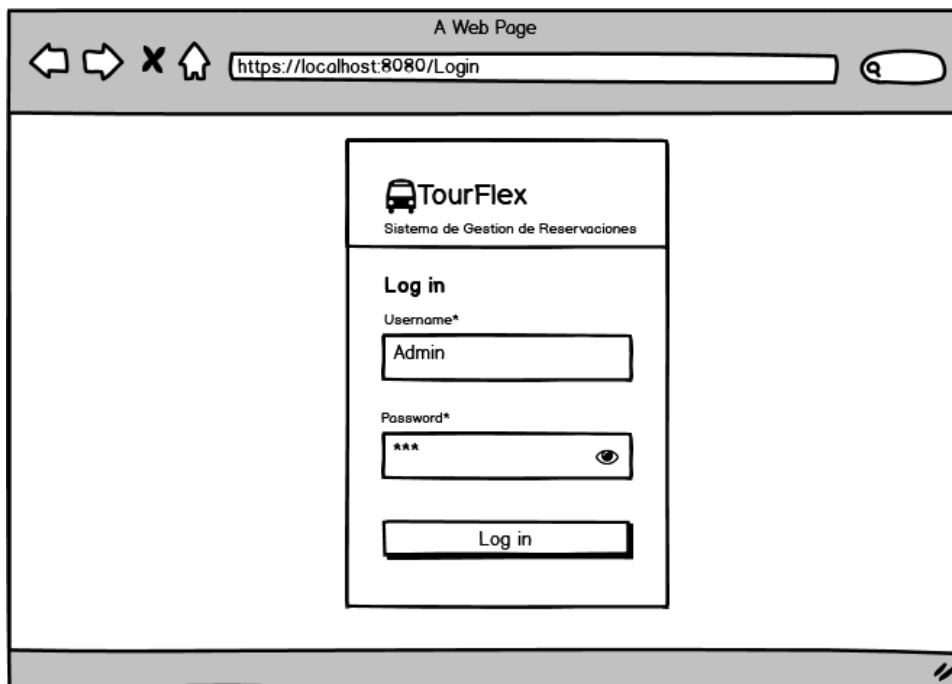 A Web Page
https://localhost:8080/Login
TourFlex
Sistema de Gestion de Reservaciones
Log in
Username*
Admin
Password*
***
Log in